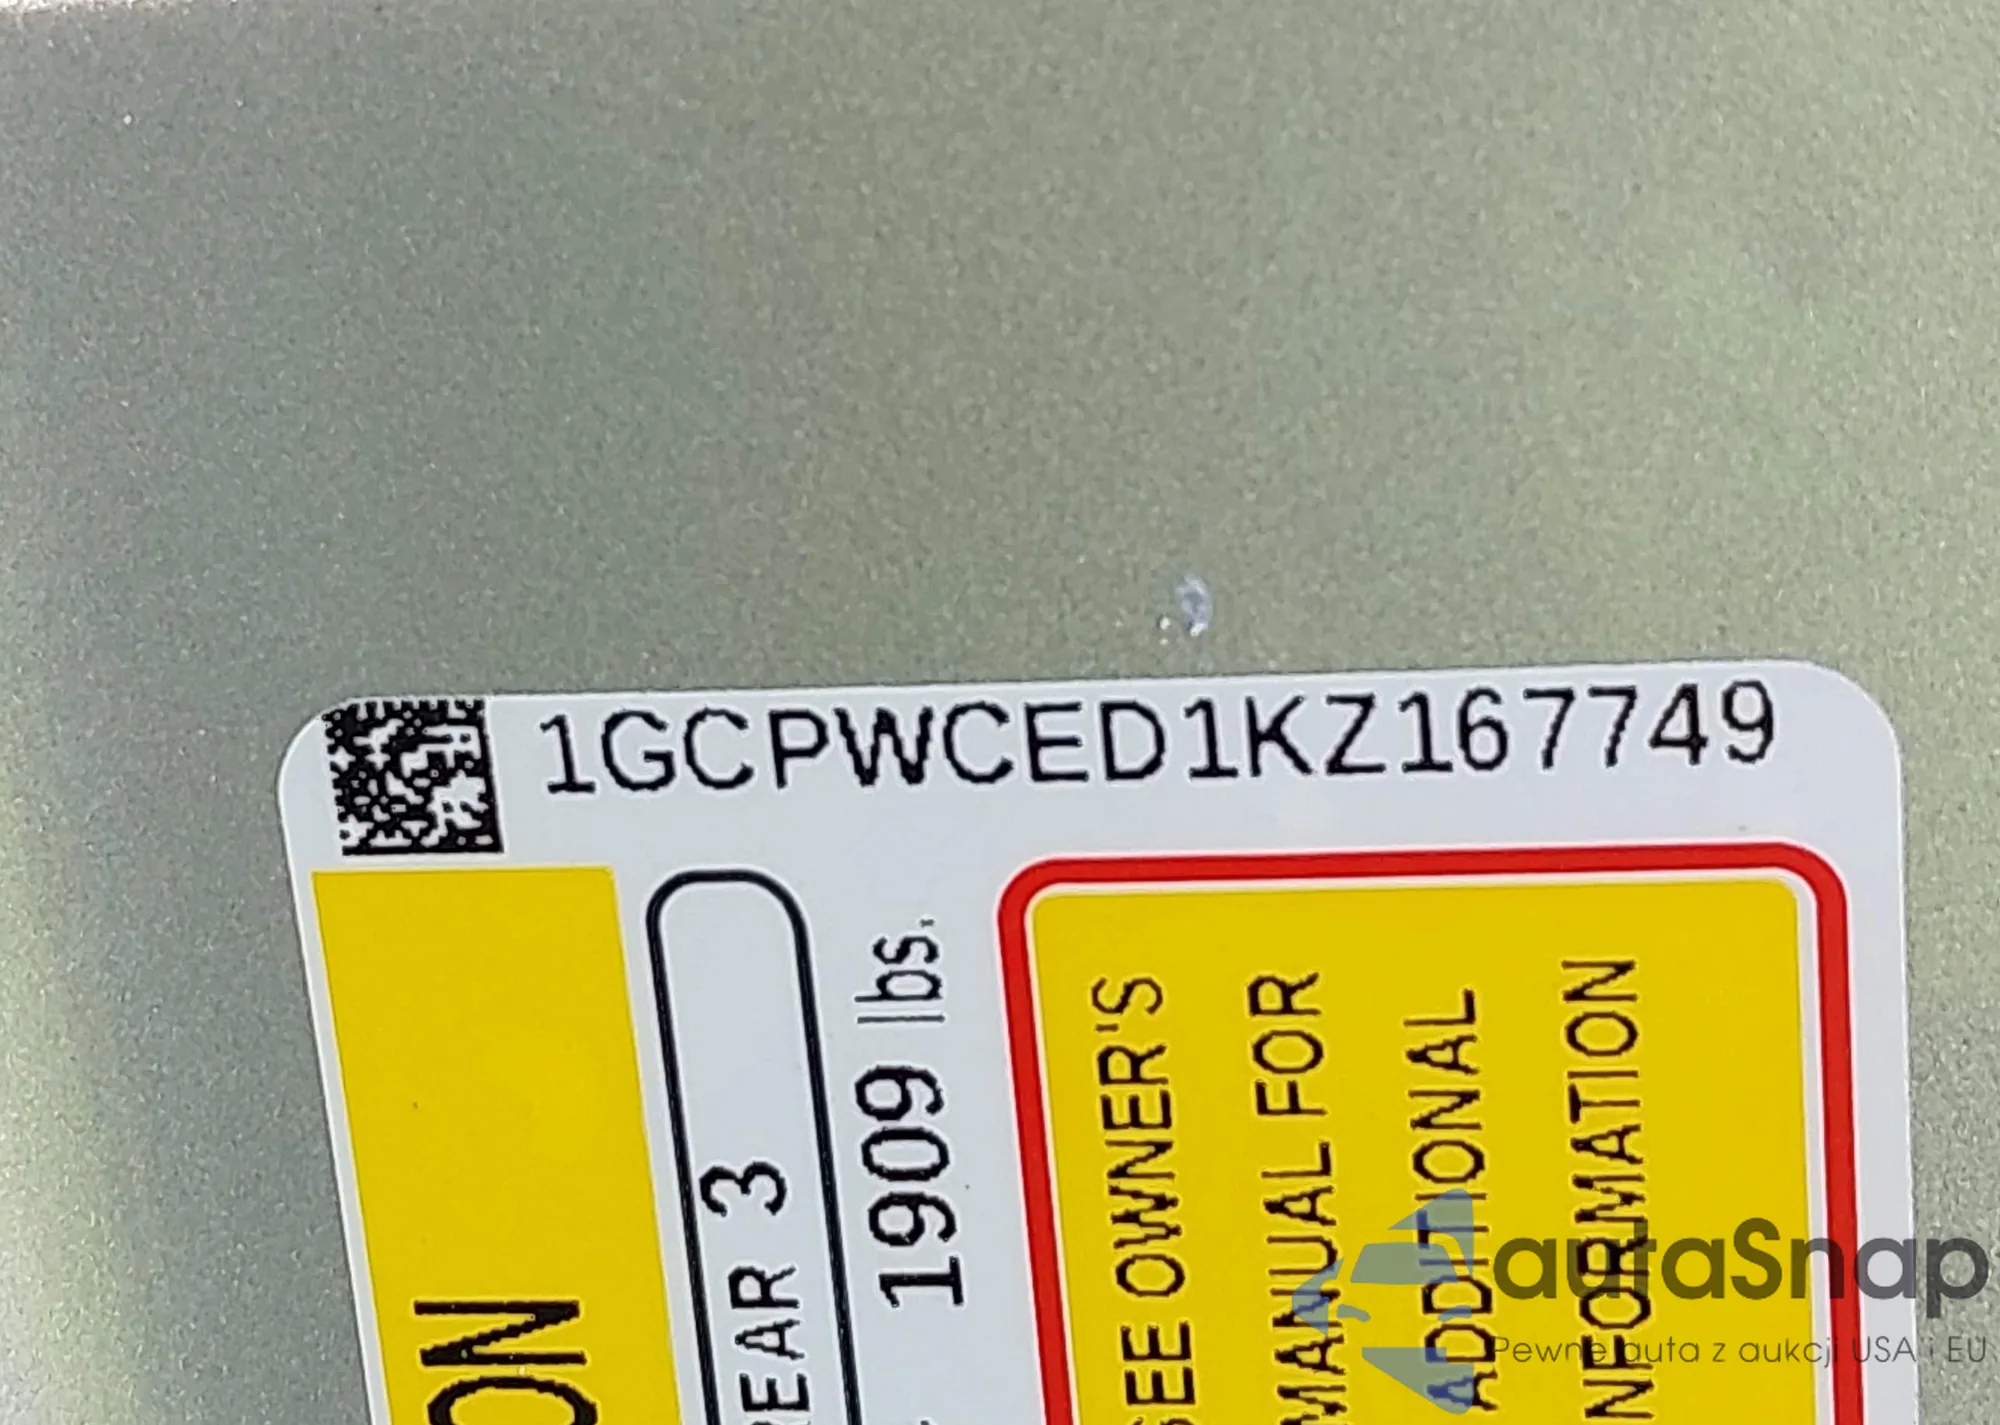 1GCPWCED1KZ167749
ON
REAR 3
1909 lbs.
SEE OWNER'S
MANUAL FOR
ADDITIONAL
INFORMATION
autaSnap
Pewne auta z aukcji USA i EU